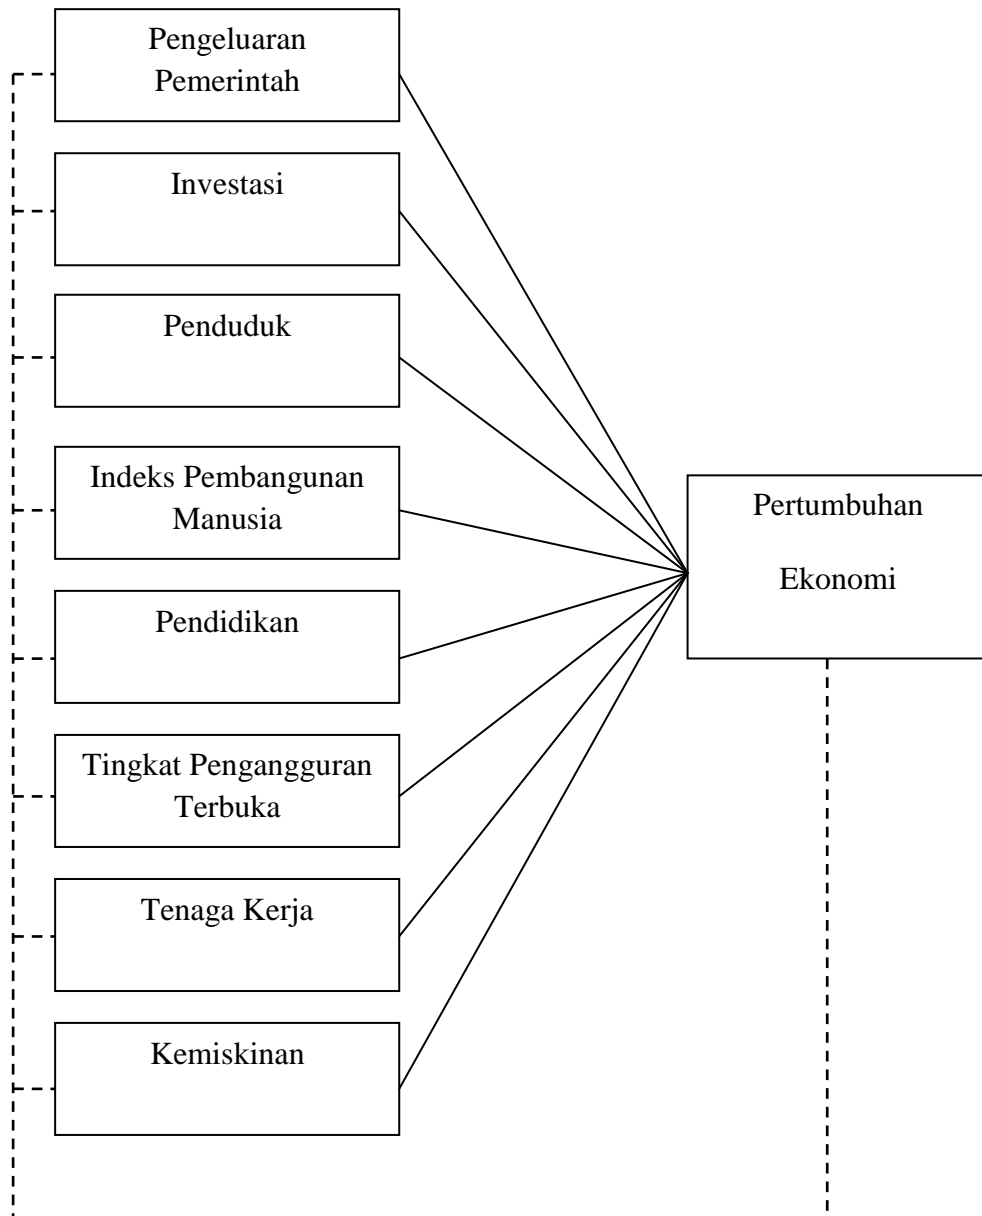 Pengeluaran
Pemerintah
Investasi
Penduduk
Indeks Pembangunan
Manusia
Pendidikan
Tingkat Pengangguran
Terbuka
Tenaga Kerja
Kemiskinan
Pertumbuhan
Ekonomi